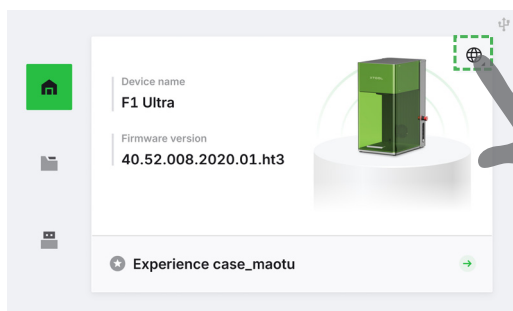 Device name
F1 Ultra
Firmware version
40.52.008.2020.01.ht3
Experience case_maotu